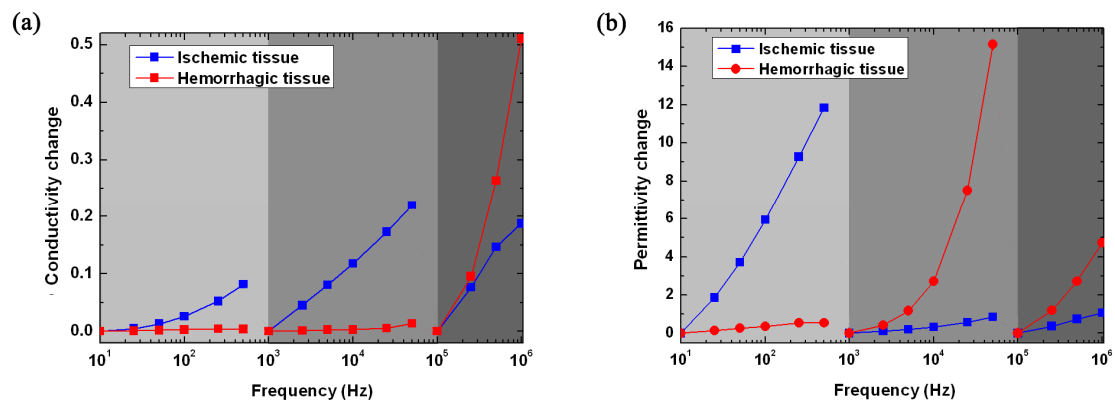 (a)
Ischemic tissue
Hemorrhagic tissue
Conductivity change
0.5
0.4
0.3
0.2
0.1
0.0
10^1 10^2 10^3 10^4 10^5 10^6
Frequency (Hz)
(b)
Ischemic tissue
Hemorrhagic tissue
Permittivity change
16
14
12
10
8
6
4
2
0
10^1 10^2 10^3 10^4 10^5 10^6
Frequency (Hz)